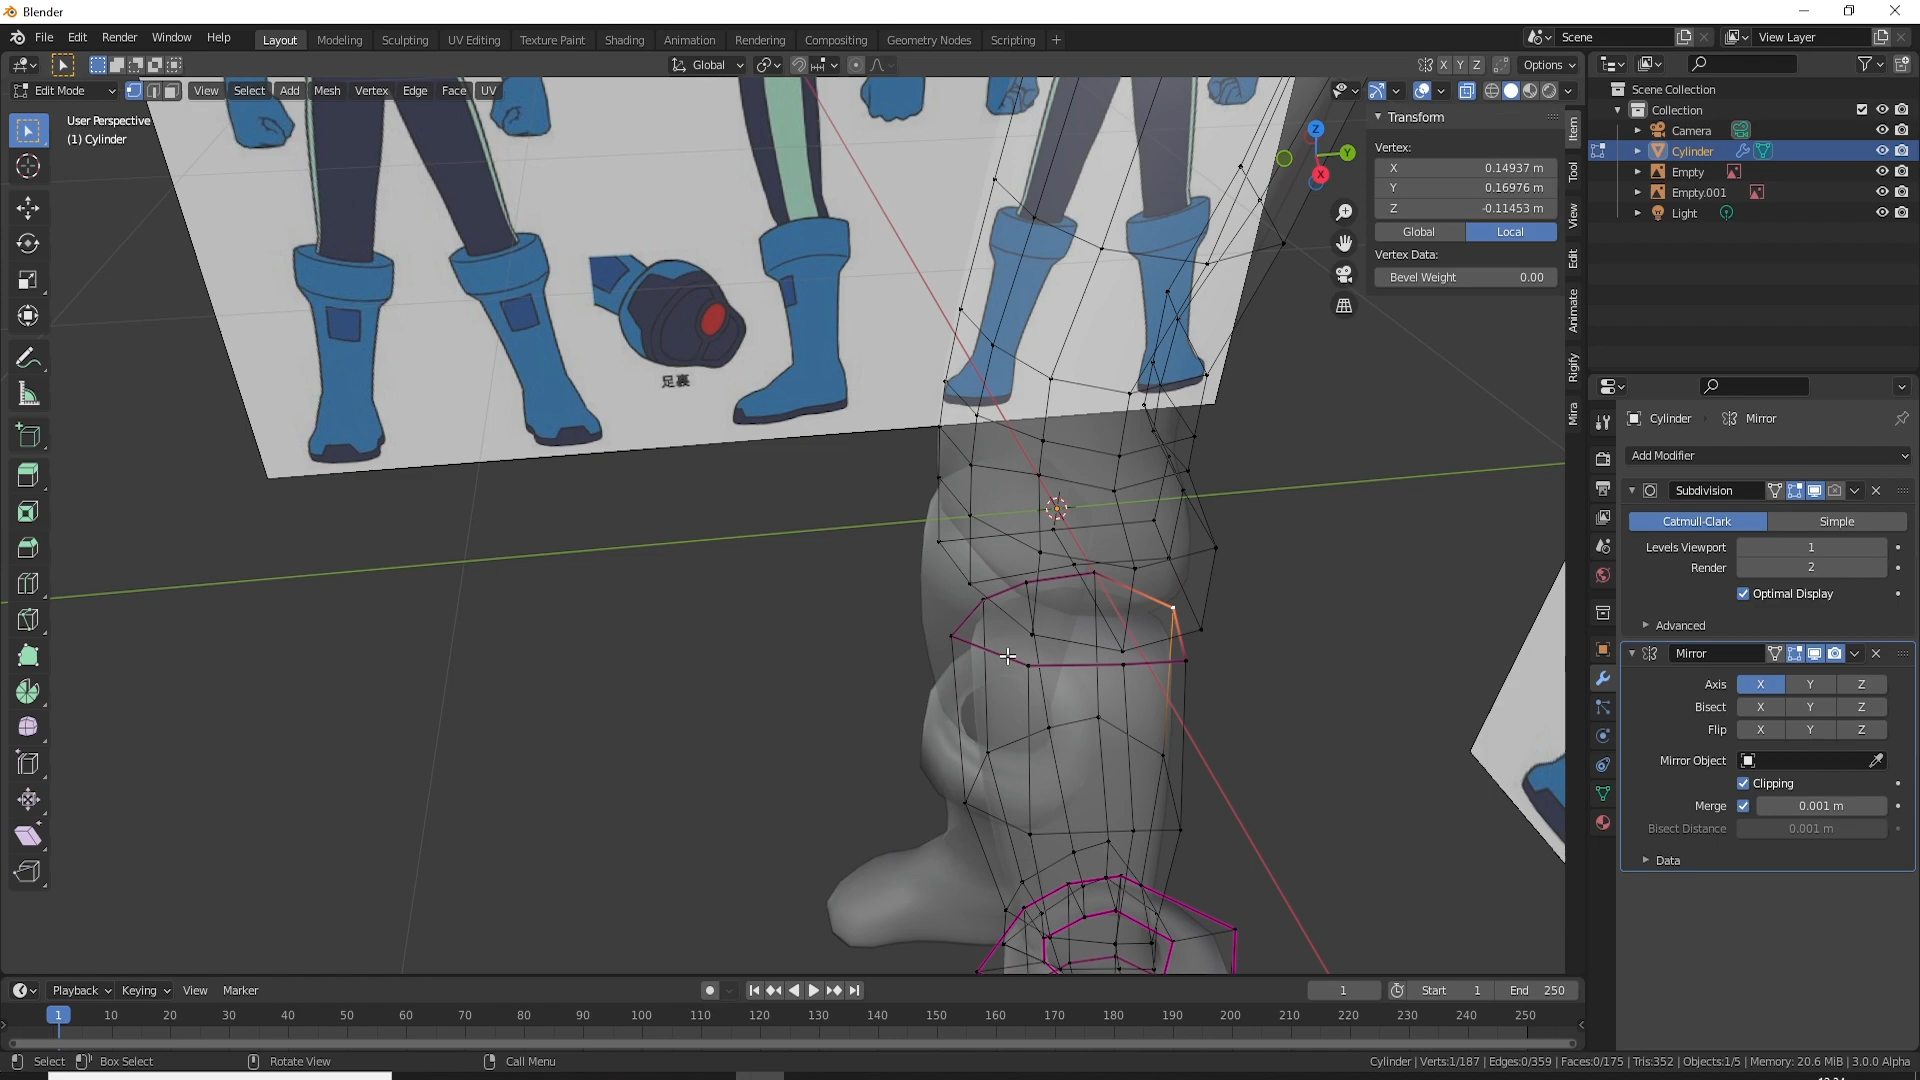 Blender
File Edit Render Window Help
Layout Modeling Sculpting UV Editing Texture Paint Shading Animation Rendering Compositing Geometry Nodes Scripting +
Scene
View Layer
Global
X Y Z
Options
Edit Mode
View Select Add Mesh Vertex Edge Face UV
User Perspective
(1) Cylinder
Z
Y
X
足裏
Transform
Vertex:
X 0.14937 m
Y 0.16976 m
Z -0.11453 m
Global Local
Vertex Data:
Bevel Weight 0.00
Item
Tool
View
Edit
Animate
Rigify
Mira
Scene Collection
Collection
Camera
Cylinder
Empty
Empty.001
Light
Cylinder Mirror
Add Modifier
Subdivision
Catmull-Clark Simple
Levels Viewport 1
Render 2
Optimal Display
Advanced
Mirror
Axis X Y Z
Bisect X Y Z
Flip X Y Z
Mirror Object
Clipping
Merge 0.001 m
Bisect Distance 0.001 m
Data
Playback Keying View Marker
1
Start 1
End 250
1 10 20 30 40 50 60 70 80 90 100 110 120 130 140 150 160 170 180 190 200 210 220 230 240 250
Select Box Select Rotate View Call Menu
Cylinder | Verts:1/187 | Edges:0/359 | Faces:0/175 | Tris:352 | Objects:1/5 | Memory: 20.6 MiB | 3.0.0 Alpha